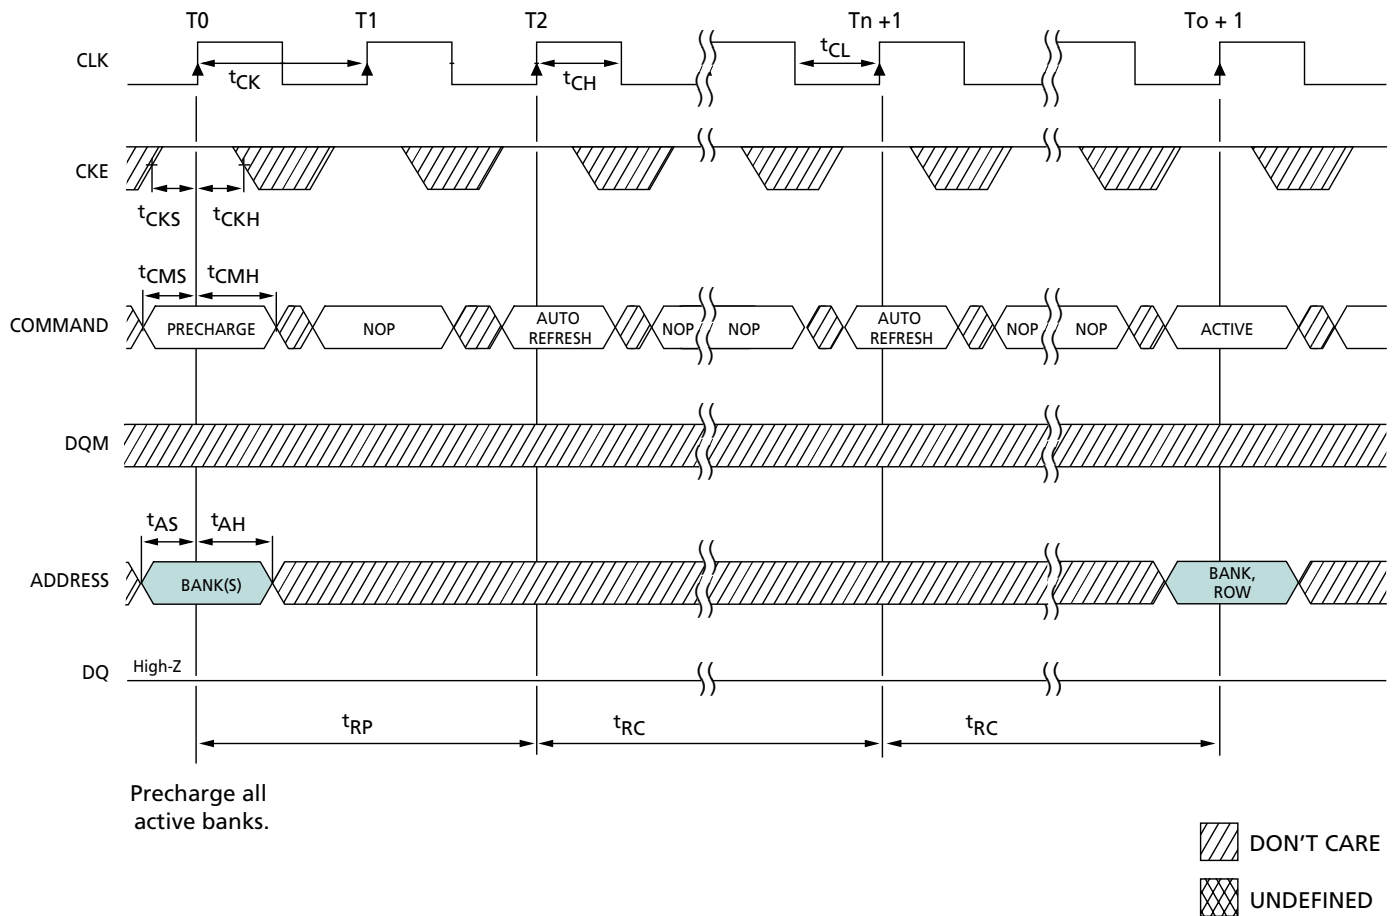 T0 T1 T2 Tn +1 To + 1
CLK
tCK tCH tCL
CKE
tCKS tCKH
tCMS tCMH
COMMAND PRECHARGE NOP AUTO REFRESH NOP NOP AUTO REFRESH NOP NOP ACTIVE
DQM
tAS tAH
ADDRESS BANK(S) BANK, ROW
DQ High-Z
tRP tRC tRC
Precharge all
active banks.
DON'T CARE
UNDEFINED